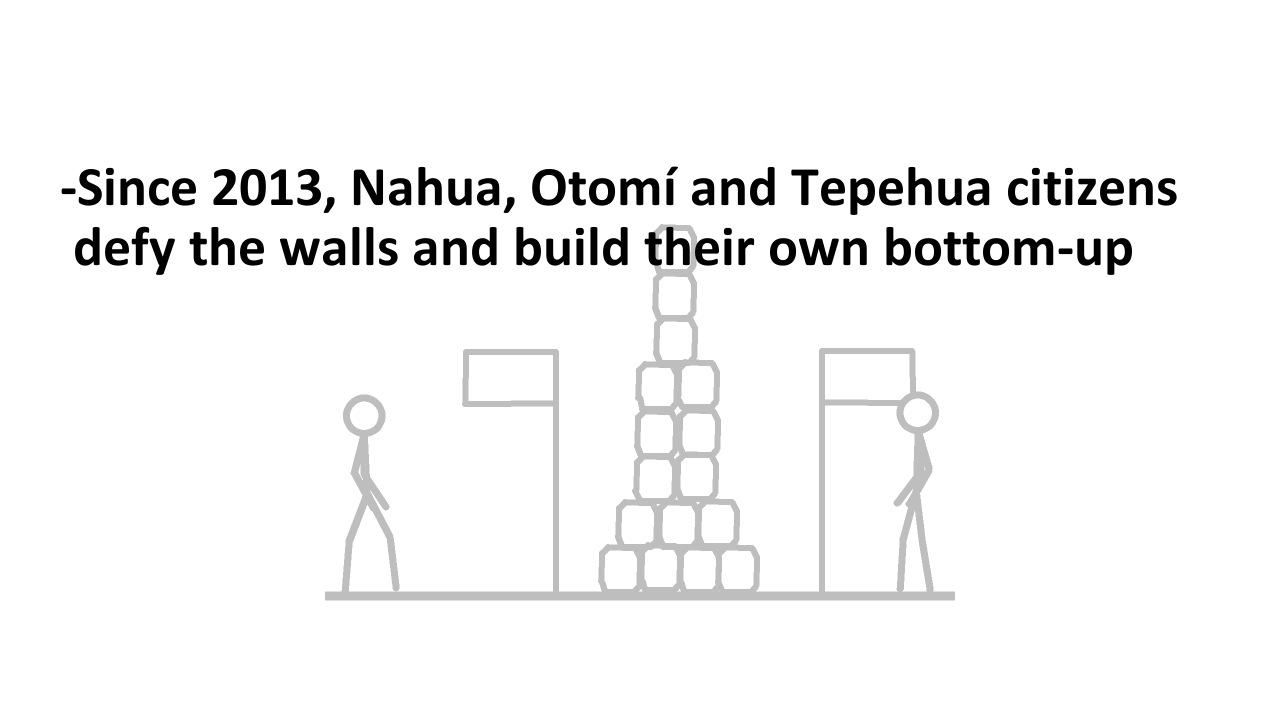 -Since 2013, Nahua, Otomí and Tepehua citizens
defy the walls and build their own bottom-up